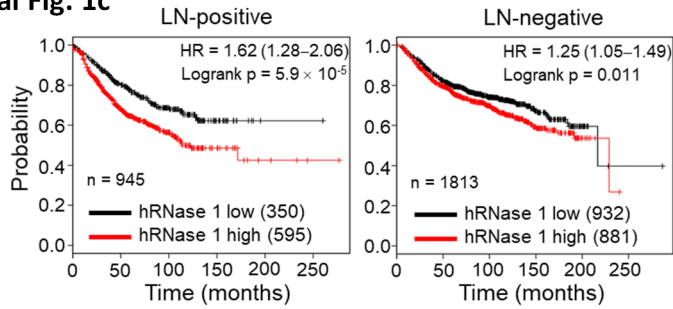 al Fig. 1c
LN-positive
HR = 1.62 (1.28–2.06)
Logrank p = 5.9 × 10⁻⁵
Probability
1.0
0.8
0.6
0.4
0.2
0.0
n = 945
hRNase 1 low (350)
hRNase 1 high (595)
0 50 100 150 200 250
Time (months)
LN-negative
HR = 1.25 (1.05–1.49)
Logrank p = 0.011
1.0
0.8
0.6
0.4
0.2
0.0
n = 1813
hRNase 1 low (932)
hRNase 1 high (881)
0 50 100 150 200 250
Time (months)